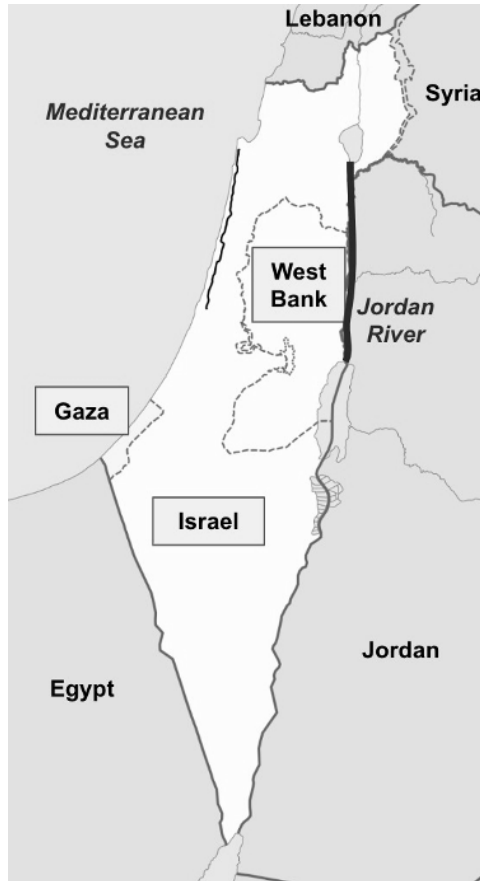 Lebanon
Mediterranean
Sea
Syria
West
Bank
Jordan
River
Gaza
Israel
Jordan
Egypt